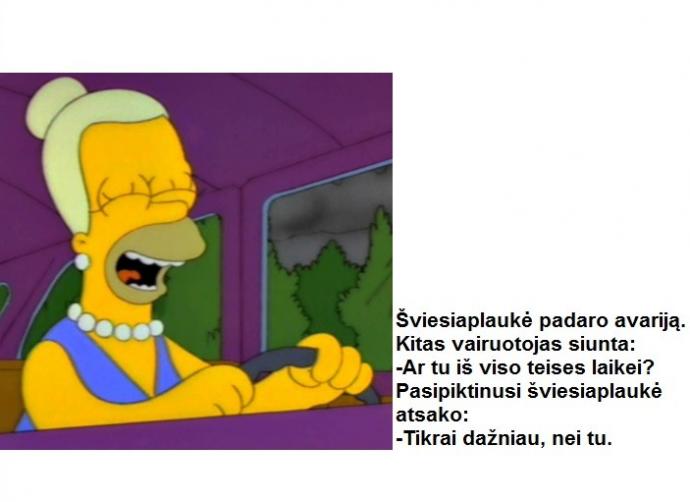 Šviesiaplaukė padaro avariją.
Kitas vairuotojas siunta:
-Ar tu iš viso teises laikei?
Pasipiktinusi šviesiaplaukė
atsako:
-Tikrai dažniau, nei tu.